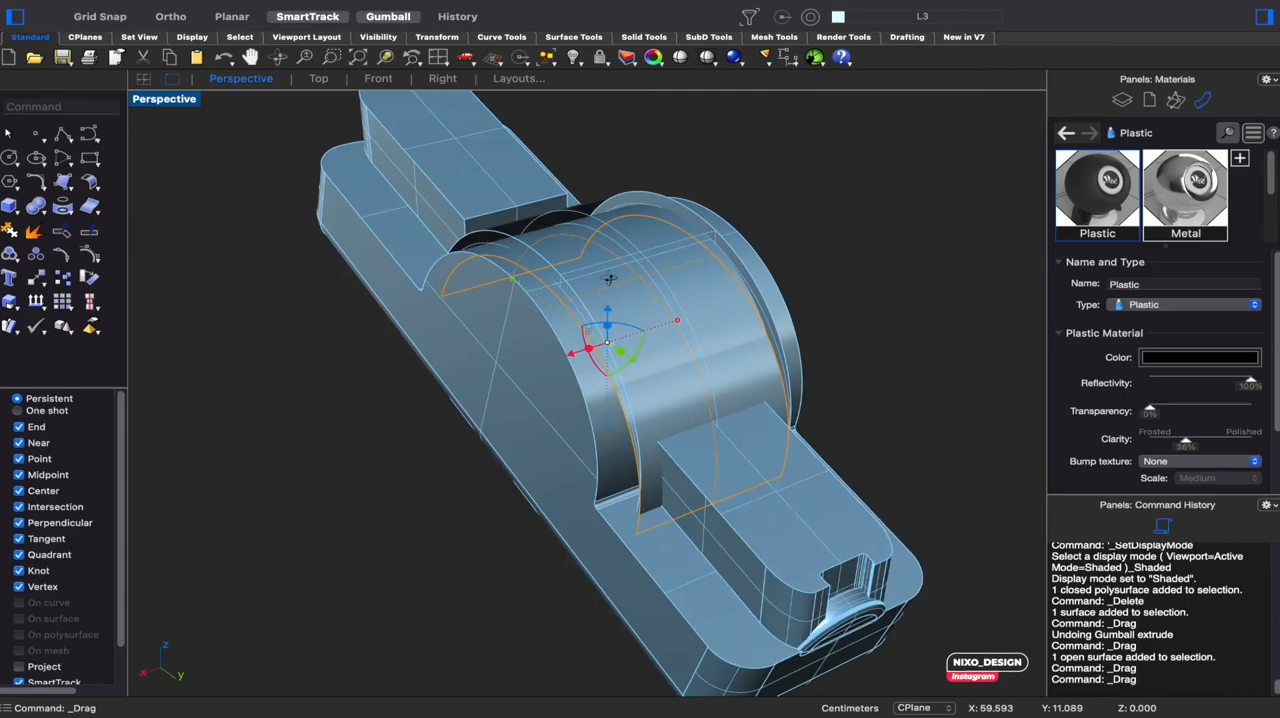 Grid Snap Ortho Planar SmartTrack Gumball History L3
Standard CPlanes Set View Display Select Viewport Layout Visibility Transform Curve Tools Surface Tools Solid Tools SubD Tools Mesh Tools Render Tools Drafting New in V7
Perspective Top Front Right Layouts...
Perspective
Command
Persistent
One shot
End
Near
Point
Midpoint
Center
Intersection
Perpendicular
Tangent
Quadrant
Knot
Vertex
On curve
On surface
On polysurface
On mesh
Project
SmartTrack
z
x
y
NIXO_DESIGN
Instagram
Panels: Materials
Plastic
Plastic Metal
Name and Type
Name: Plastic
Type: Plastic
Plastic Material
Color:
Reflectivity:
100%
Transparency:
0%
Frosted Polished
Clarity:
36%
Bump texture: None
Scale: Medium
Panels: Command History
Command: '_SetDisplayMode
Select a display mode ( Viewport=Active
Mode=Shaded )_Shaded
Display mode set to "Shaded".
1 closed polysurface added to selection.
Command: _Delete
1 surface added to selection.
Command: _Drag
Undoing Gumball extrude
Command: _Drag
1 open surface added to selection.
Command: _Drag
Command: _Drag
Command: _Drag Centimeters CPlane X: 59.593 Y: 11.089 Z: 0.000